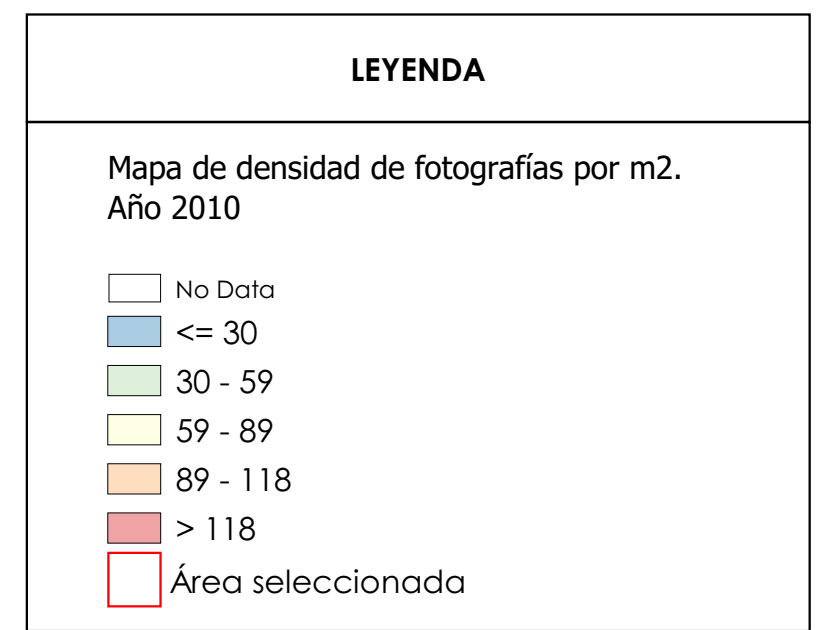 LEYENDA
Mapa de densidad de fotografías por m2.
Año 2010
No Data
<= 30
30 - 59
59 - 89
89 - 118
> 118
Área seleccionada